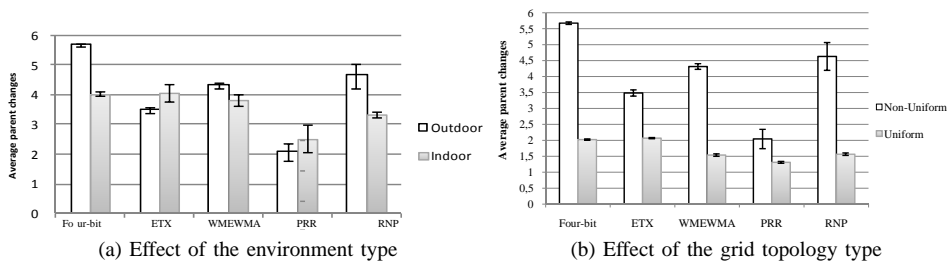 6
5
4
3
2
1
0
Average parent changes
Fo ur-bit ETX WMEWMA PRR RNP
Outdoor
Indoor
(a) Effect of the environment type
6
5,5
5
4,5
4
3,5
3
2,5
2
1,5
1
0,5
0
Average parent changes
Four-bit ETX WMEWMA PRR RNP
Non-Uniform
Uniform
(b) Effect of the grid topology type